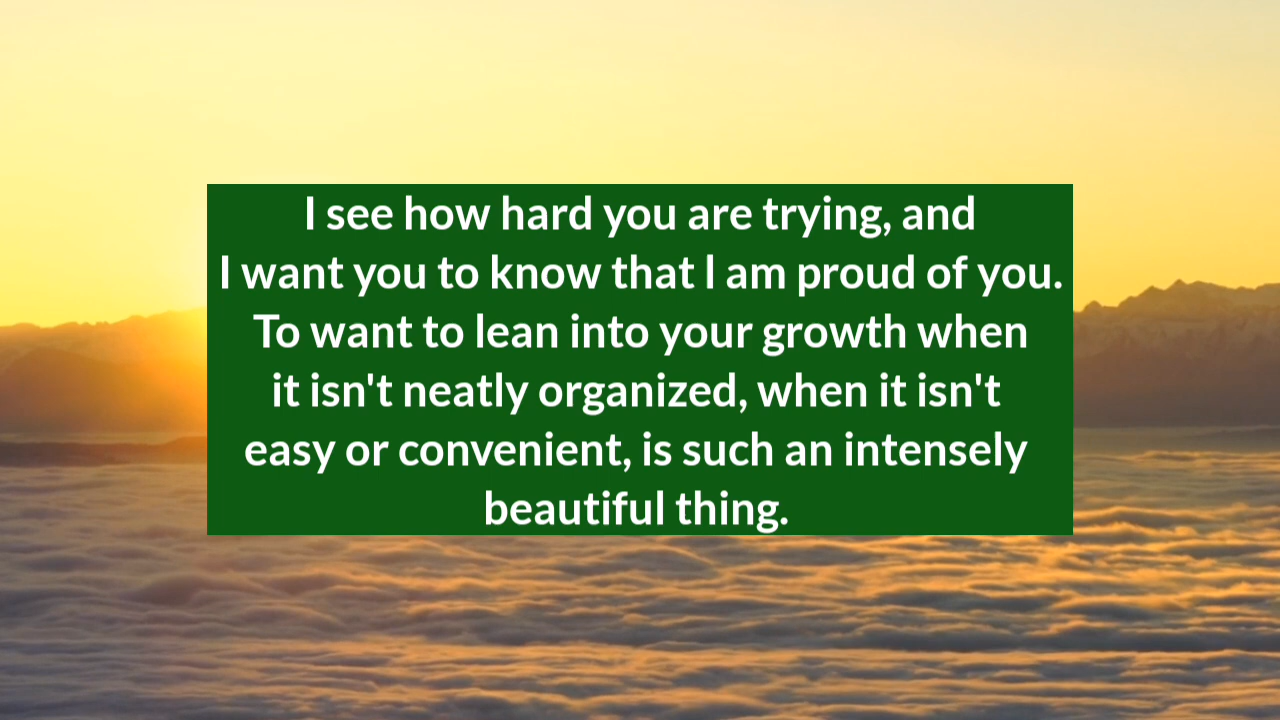 I see how hard you are trying, and
I want you to know that I am proud of you.
To want to lean into your growth when
it isn't neatly organized, when it isn't
easy or convenient, is such an intensely
beautiful thing.